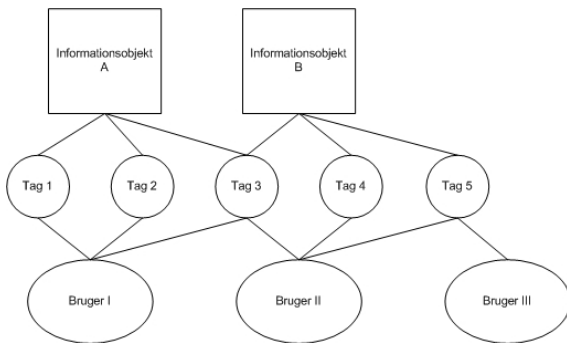 Informationsobjekt
A
Informationsobjekt
B
Tag 1
Tag 2
Tag 3
Tag 4
Tag 5
Bruger I
Bruger II
Bruger III